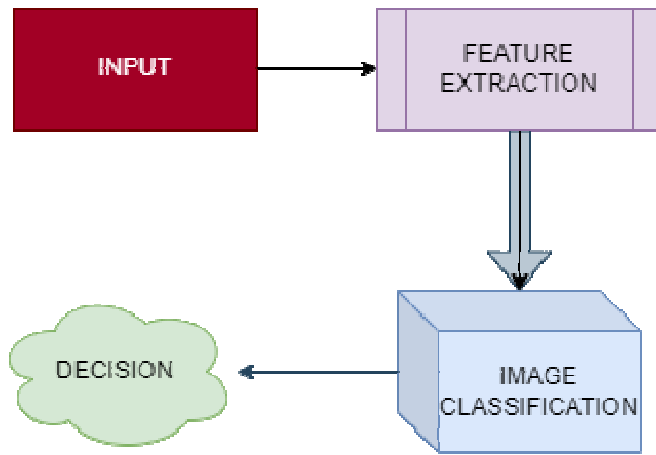 INPUT
FEATURE
EXTRACTION
IMAGE
CLASSIFICATION
DECISION